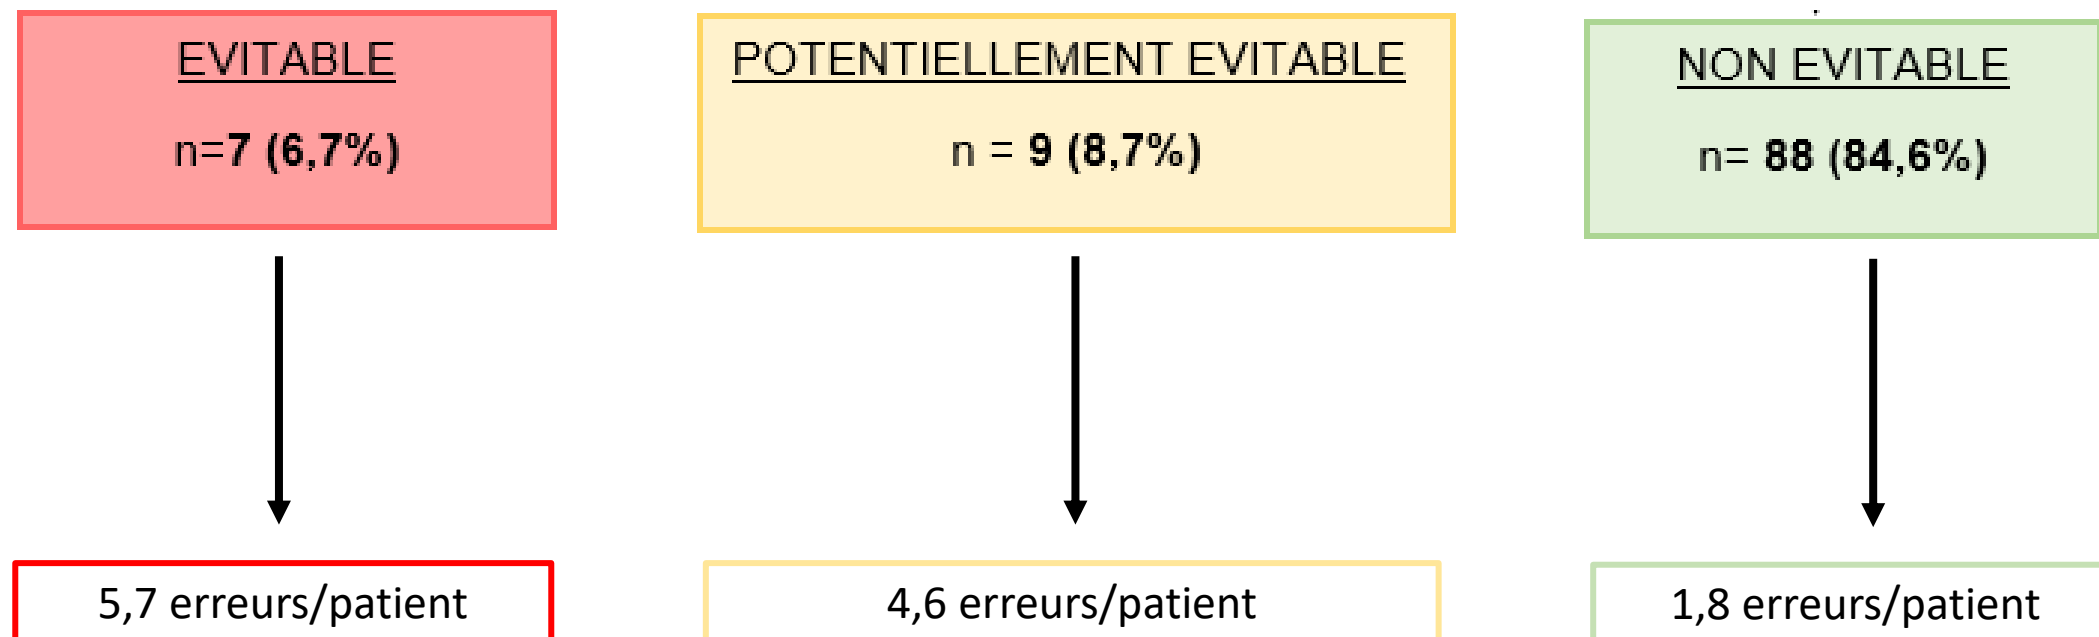 EVITABLE
n=7 (6,7%)
POTENTIELLEMENT EVITABLE
n = 9 (8,7%)
NON EVITABLE
n= 88 (84,6%)
5,7 erreurs/patient
4,6 erreurs/patient
1,8 erreurs/patient